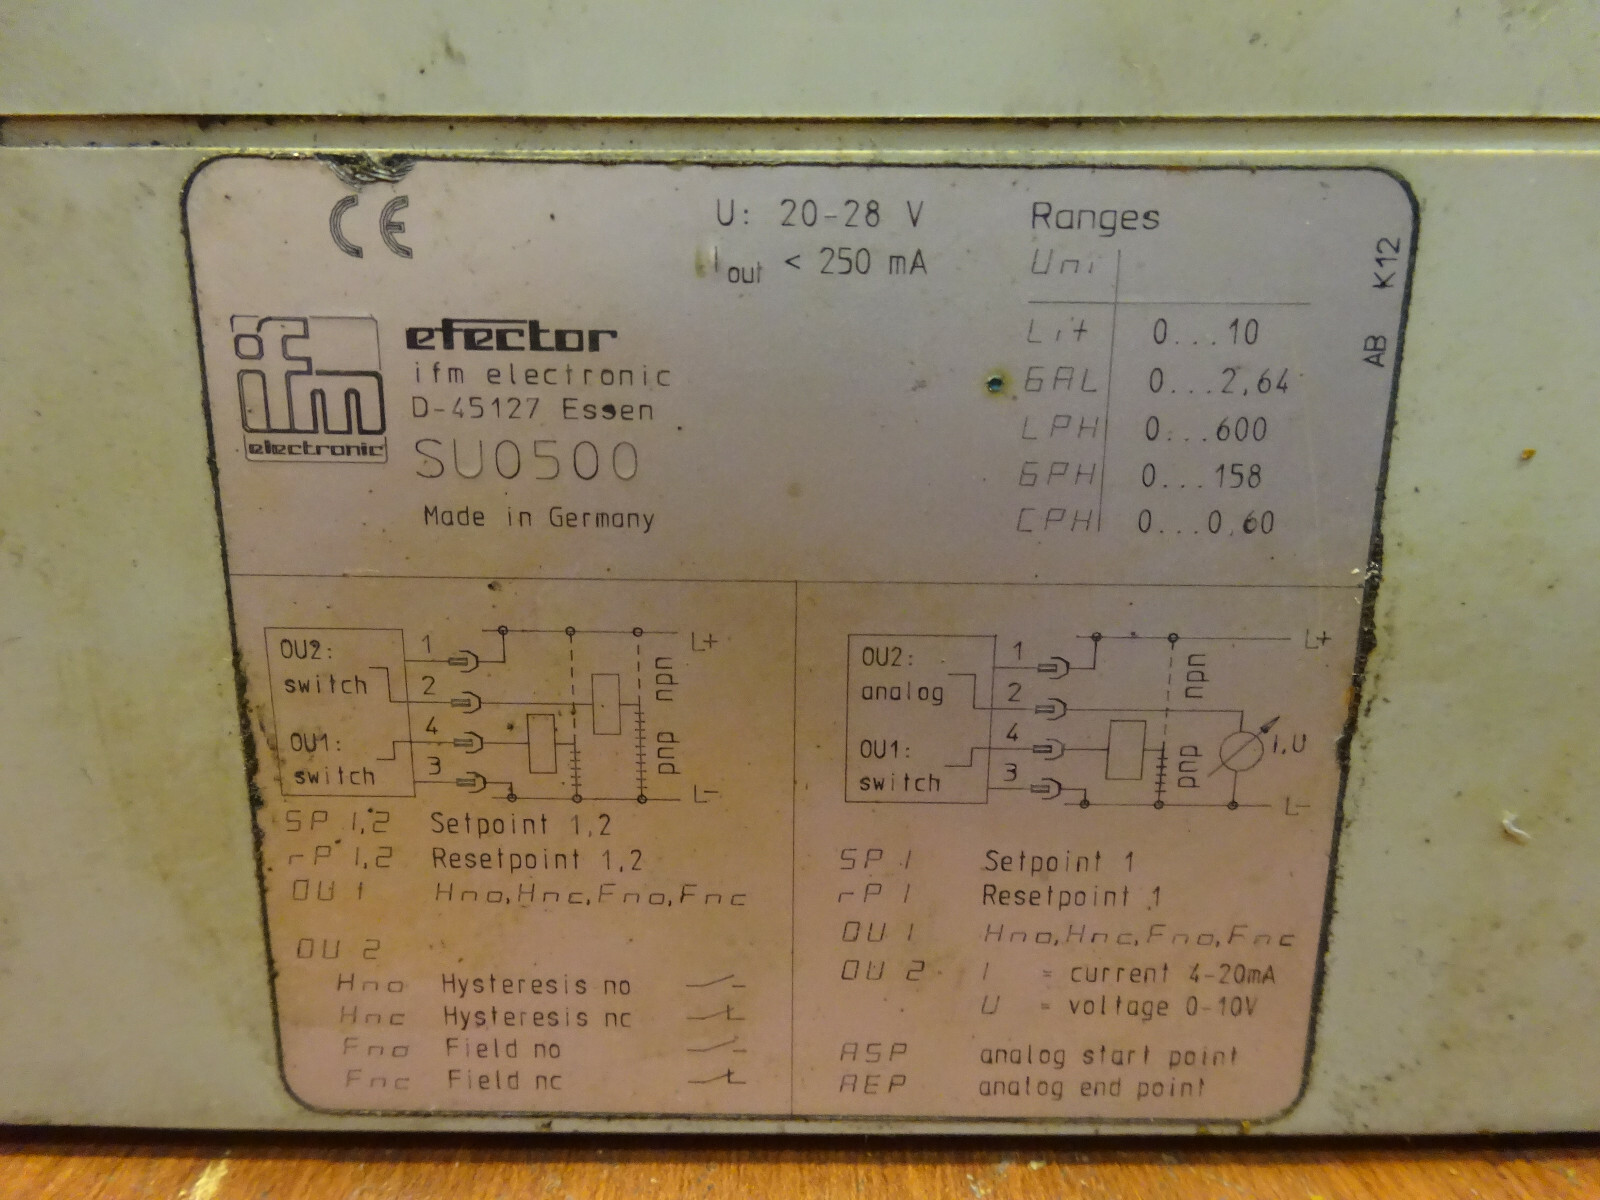 CE
U: 20-28 V
Iout < 250 mA
Ranges
Uni
Lit 0...10
GAL 0...2,64
LPH 0...600
GPH 0...158
CPH 0...0,60
AB K12
ifm
electronic
efector
ifm electronic
D-45127 Essen
SU0500
Made in Germany
OU2:
switch
OU1:
switch
1
2
4
3
L+
npn
pnp
L-
SP 1,2 Setpoint 1,2
rP 1,2 Resetpoint 1,2
OU 1 Hno,Hnc,Fno,Fnc
OU 2
Hno Hysteresis no
Hnc Hysteresis nc
Fno Field no
Fnc Field nc
OU2:
analog
OU1:
switch
1
2
4
3
L+
npn
pnp
I,U
L-
SP 1 Setpoint 1
rP 1 Resetpoint 1
OU 1 Hno,Hnc,Fno,Fnc
OU 2 I = current 4-20mA
U = voltage 0-10V
ASP analog start point
AEP analog end point